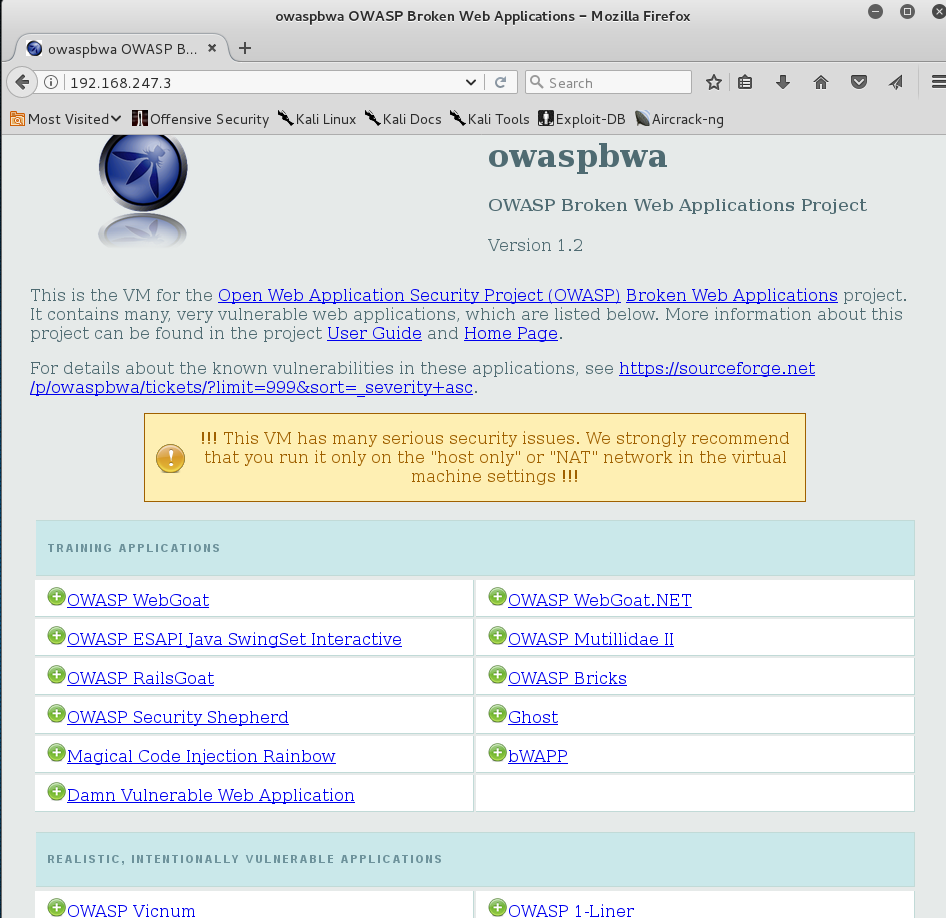 owaspbwa OWASP Broken Web Applications - Mozilla Firefox
owaspbwa OWASP B...
192.168.247.3
Search
Most Visited
Offensive Security
Kali Linux
Kali Docs
Kali Tools
Exploit-DB
Aircrack-ng
owaspbwa
OWASP Broken Web Applications Project
Version 1.2
This is the VM for the Open Web Application Security Project (OWASP) Broken Web Applications project.
It contains many, very vulnerable web applications, which are listed below. More information about this
project can be found in the project User Guide and Home Page.
For details about the known vulnerabilities in these applications, see https://sourceforge.net
/p/owaspbwa/tickets/?limit=999&sort=_severity+asc.
!!! This VM has many serious security issues. We strongly recommend
that you run it only on the "host only" or "NAT" network in the virtual
machine settings !!!
TRAINING APPLICATIONS
OWASP WebGoat
OWASP WebGoat.NET
OWASP ESAPI Java SwingSet Interactive
OWASP Mutillidae II
OWASP RailsGoat
OWASP Bricks
OWASP Security Shepherd
Ghost
Magical Code Injection Rainbow
bWAPP
Damn Vulnerable Web Application
REALISTIC, INTENTIONALLY VULNERABLE APPLICATIONS
OWASP Vicnum
OWASP 1-Liner